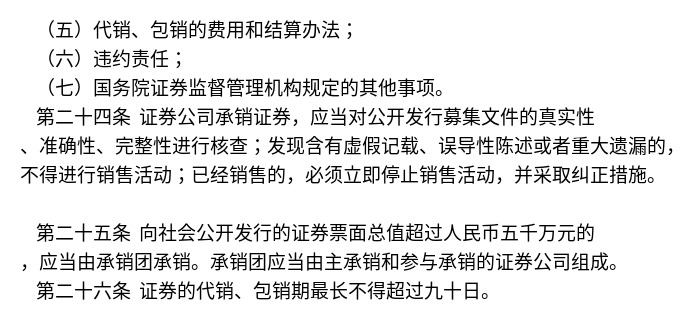 （五）代销、包销的费用和结算办法；
（六）违约责任；
（七）国务院证券监督管理机构规定的其他事项。
第二十四条 证券公司承销证券，应当对公开发行募集文件的真实性
、准确性、完整性进行核查；发现含有虚假记载、误导性陈述或者重大遗漏的，
不得进行销售活动；已经销售的，必须立即停止销售活动，并采取纠正措施。
第二十五条 向社会公开发行的证券票面总值超过人民币五千万元的
，应当由承销团承销。承销团应当由主承销和参与承销的证券公司组成。
第二十六条 证券的代销、包销期最长不得超过九十日。